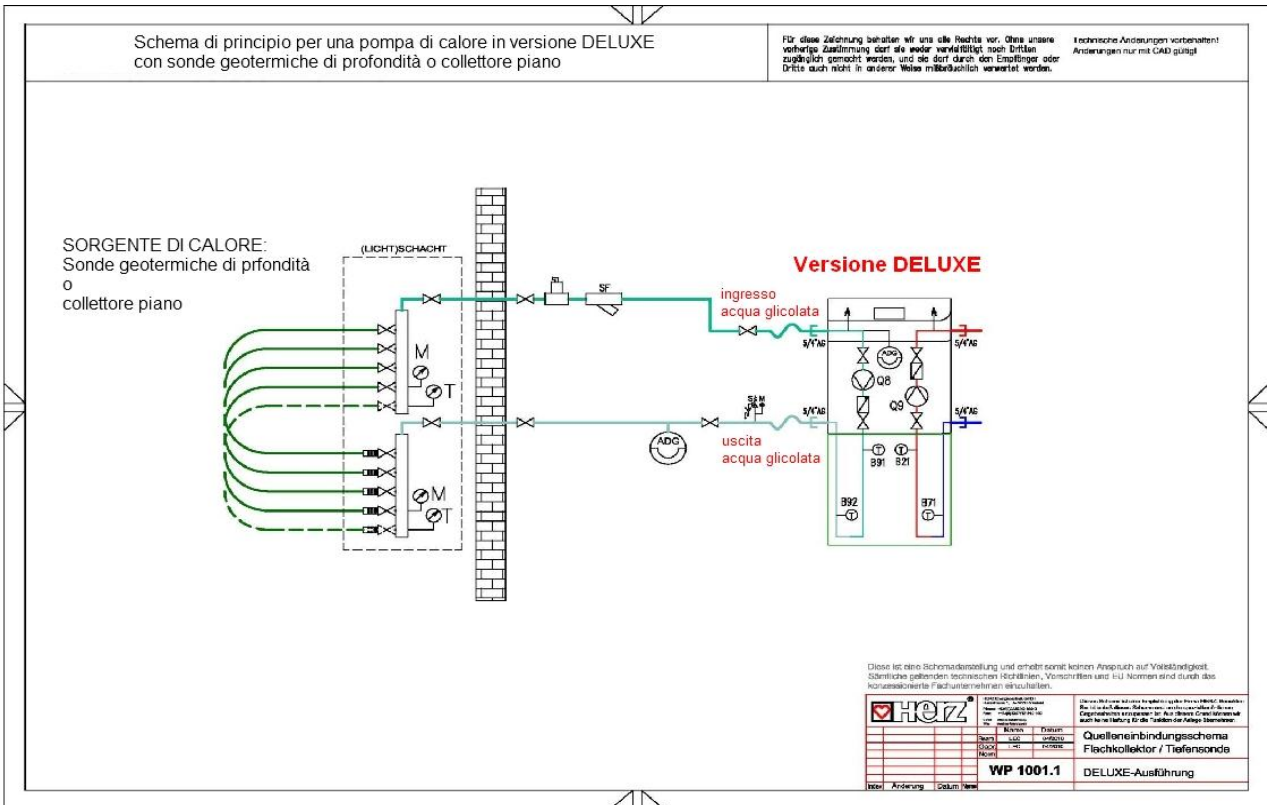 Schema di principio per una pompa di calore in versione DELUXE
con sonde geotermiche di profondità o collettore piano
Für diese Zeichnung behalten wir uns alle Rechte vor. Ohne unsere
vorherige Zustimmung darf sie weder vervielfältigt noch Dritten
zugänglich gemacht werden, und sie darf durch den Empfänger oder
Dritte auch nicht in anderer Weise mißbräuchlich verwertet werden.
Technische Änderungen vorbehalten!
Änderungen nur mit CAD gültig!
SORGENTE DI CALORE:
Sonde geotermiche di prfondità
o
collettore piano
(LICHT)SCHACHT
M
T
M
T
SF
ADG
SiM
ingresso
acqua glicolata
uscita
acqua glicolata
Versione DELUXE
5/4"AG
5/4"AG
5/4"AG
5/4"AG
ADG
Q8
Q9
T
B91
T
B21
B92
T
B71
T
Diese ist eine Schemadarstellung und erhebt somit keinen Anspruch auf Vollständigkeit.
Sämtliche geltenden technischen Richtlinien, Vorschriften und EU Normen sind durch das
konzessionierte Fachunternehmen einzuhalten.
HERZ
Name Datum
Norm
Quelleneinbindungsschema
Flachkollektor / Tiefensonde
WP 1001.1
DELUXE-Ausführung
Index Änderung Datum Name